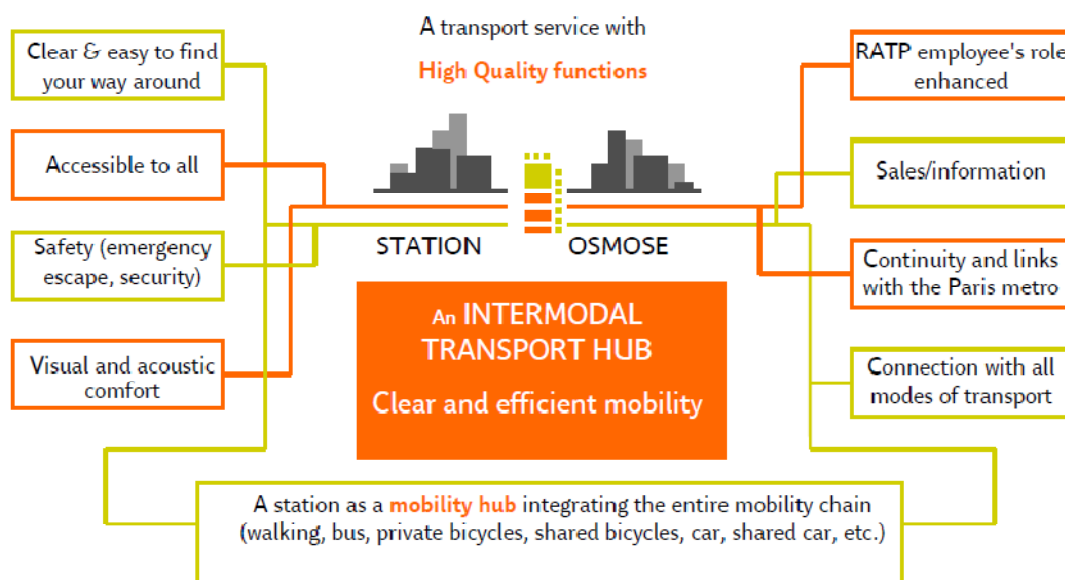 A transport service with
High Quality functions
Clear & easy to find
your way around
Accessible to all
Safety (emergency
escape, security)
Visual and acoustic
comfort
STATION
OSMOSE
An INTERMODAL
TRANSPORT HUB
Clear and efficient mobility
RATP employee's role
enhanced
Sales/information
Continuity and links
with the Paris metro
Connection with all
modes of transport
A station as a mobility hub integrating the entire mobility chain
(walking, bus, private bicycles, shared bicycles, car, shared car, etc.)